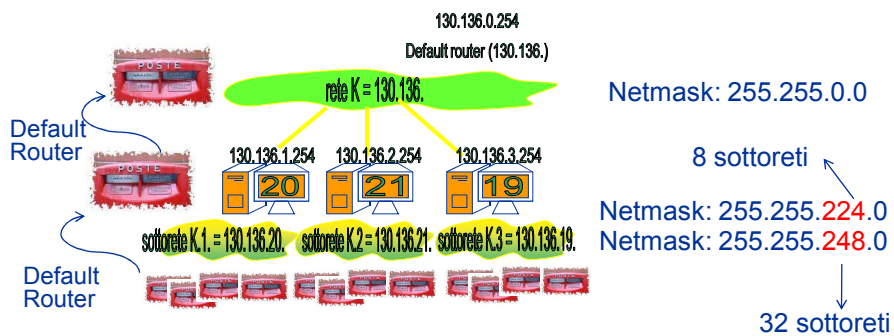 130.136.0.254
Default router (130.136.)
POSTE
rete K = 130.136.
Netmask: 255.255.0.0
Default
Router
POSTE
130.136.1.254
130.136.2.254
130.136.3.254
8 sottoreti
20
21
19
Netmask: 255.255.224.0
Netmask: 255.255.248.0
sottorete K.1. = 130.136.20.
sottorete K.2 = 130.136.21.
sottorete K.3 = 130.136.19.
Default
Router
32 sottoreti